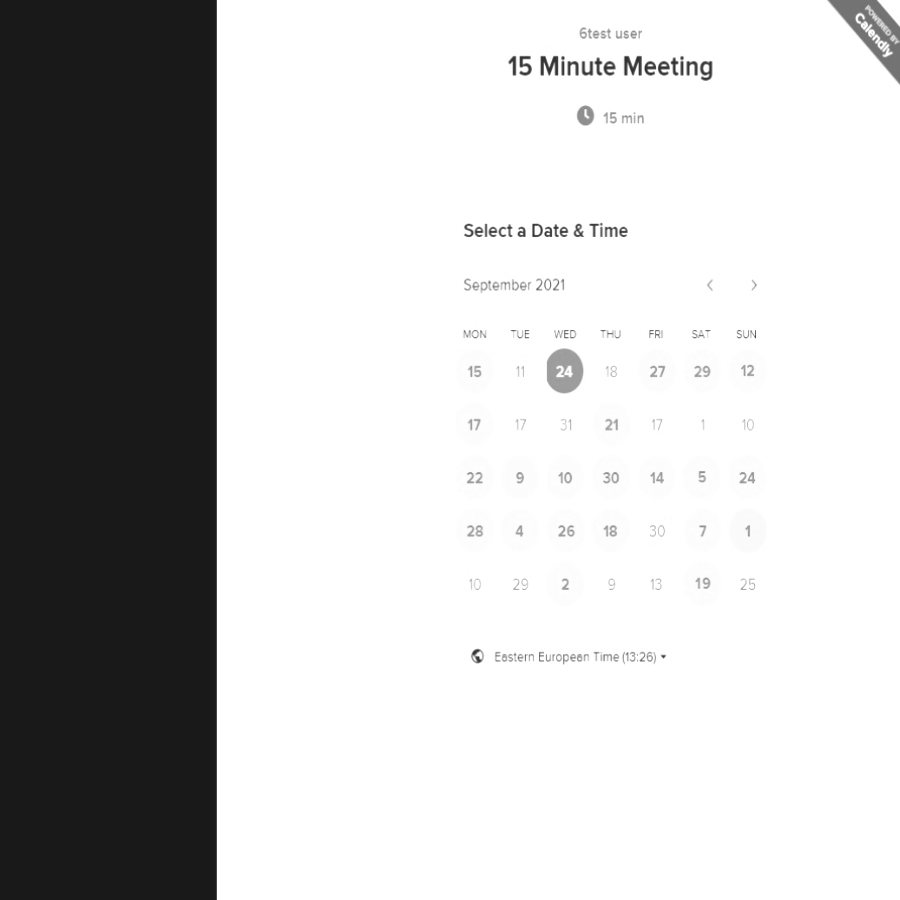 6test user
15 Minute Meeting
15 min
POWERED BY
Calendly
Select a Date & Time
September 2021
MON TUE WED THU FRI SAT SUN
15 11 24 18 27 29 12
17 17 31 21 17 1 10
22 9 10 30 14 5 24
28 4 26 18 30 7 1
10 29 2 9 13 19 25
Eastern European Time (13:26)